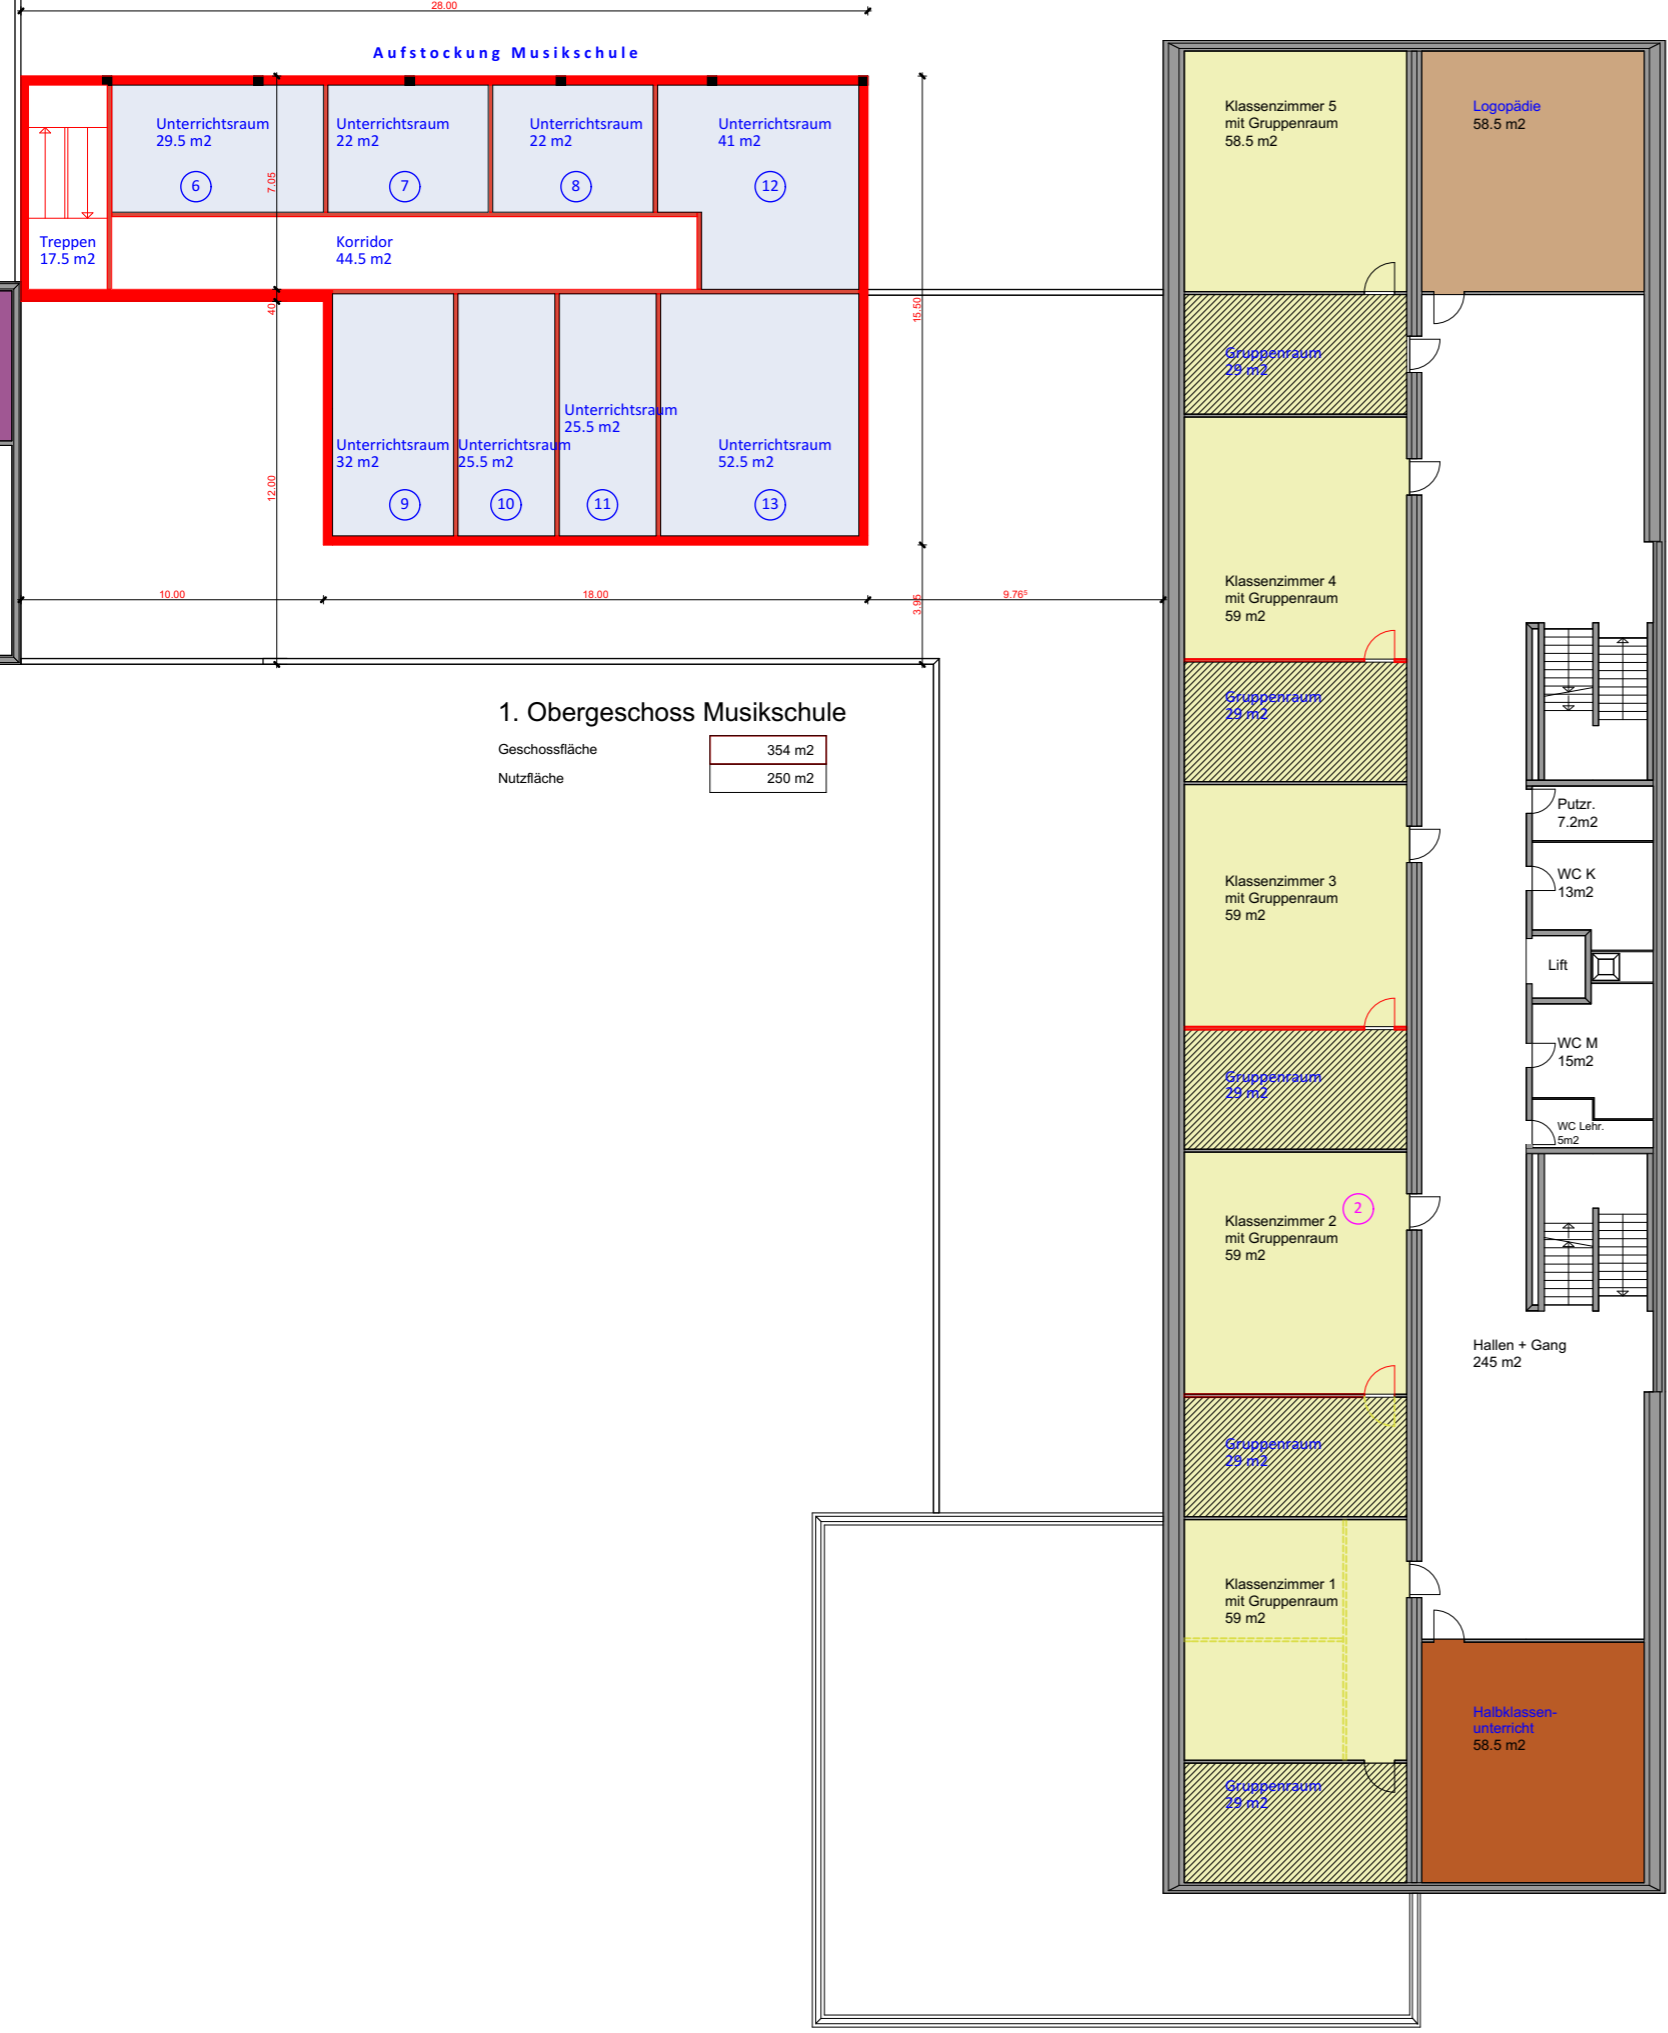 28.00
Aufstockung Musikschule
Unterrichtsraum
29.5 m2
6
Unterrichtsraum
22 m2
7
Unterrichtsraum
22 m2
8
Unterrichtsraum
41 m2
12
7.05
Treppen
17.5 m2
Korridor
44.5 m2
40
15.50
12.00
Unterrichtsraum
32 m2
9
Unterrichtsraum
25.5 m2
10
Unterrichtsraum
25.5 m2
11
Unterrichtsraum
52.5 m2
13
10.00
18.00
3.95
9.76⁵
1. Obergeschoss Musikschule
Geschossfläche 354 m2
Nutzfläche 250 m2
Klassenzimmer 5
mit Gruppenraum
58.5 m2
Logopädie
58.5 m2
Gruppenraum
29 m2
Klassenzimmer 4
mit Gruppenraum
59 m2
Gruppenraum
29 m2
Putzr.
7.2m2
Klassenzimmer 3
mit Gruppenraum
59 m2
WC K
13m2
Lift
WC M
15m2
Gruppenraum
29 m2
WC Lehr.
5m2
Klassenzimmer 2
mit Gruppenraum
59 m2
2
Hallen + Gang
245 m2
Gruppenraum
29 m2
Klassenzimmer 1
mit Gruppenraum
59 m2
Halbklassen-
unterricht
58.5 m2
Gruppenraum
29 m2